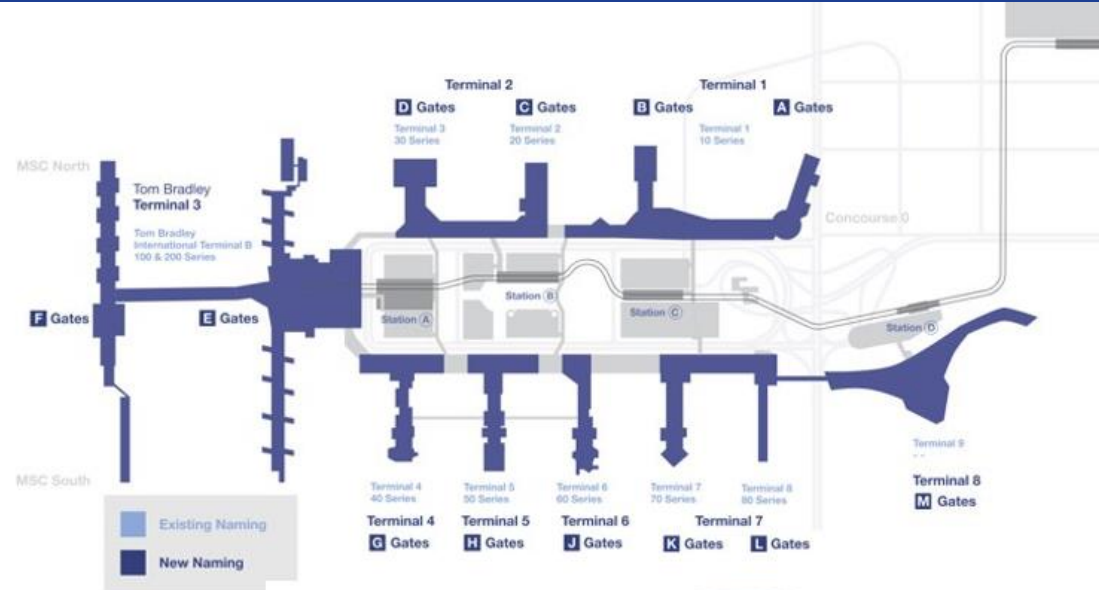 Terminal 2
D Gates
C Gates
Terminal 3
30 Series
Terminal 2
20 Series
Terminal 1
B Gates
A Gates
Terminal 1
10 Series
MSC North
Tom Bradley
Terminal 3
Tom Bradley
International Terminal B
100 & 200 Series
Concourse 0
F Gates
E Gates
Station A
Station B
Station C
Station D
MSC South
Terminal 4
40 Series
Terminal 4
G Gates
Terminal 5
50 Series
Terminal 5
H Gates
Terminal 6
60 Series
Terminal 6
J Gates
Terminal 7
70 Series
Terminal 8
80 Series
Terminal 7
K Gates
L Gates
Terminal 9
--
Terminal 8
M Gates
Existing Naming
New Naming